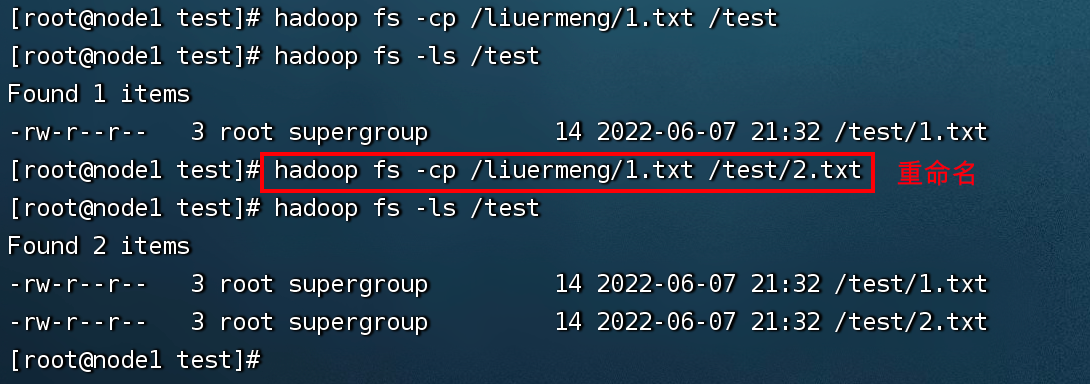 [root@node1 test]# hadoop fs -cp /liuermeng/1.txt /test
[root@node1 test]# hadoop fs -ls /test
Found 1 items
-rw-r--r--   3 root supergroup         14 2022-06-07 21:32 /test/1.txt
[root@node1 test]# hadoop fs -cp /liuermeng/1.txt /test/2.txt 重命名
[root@node1 test]# hadoop fs -ls /test
Found 2 items
-rw-r--r--   3 root supergroup         14 2022-06-07 21:32 /test/1.txt
-rw-r--r--   3 root supergroup         14 2022-06-07 21:32 /test/2.txt
[root@node1 test]#